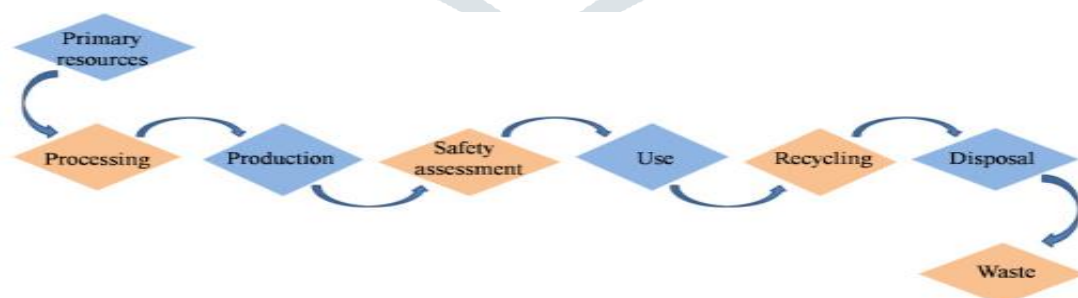 Primary
resources
Processing
Production
Safety
assessment
Use
Recycling
Disposal
Waste